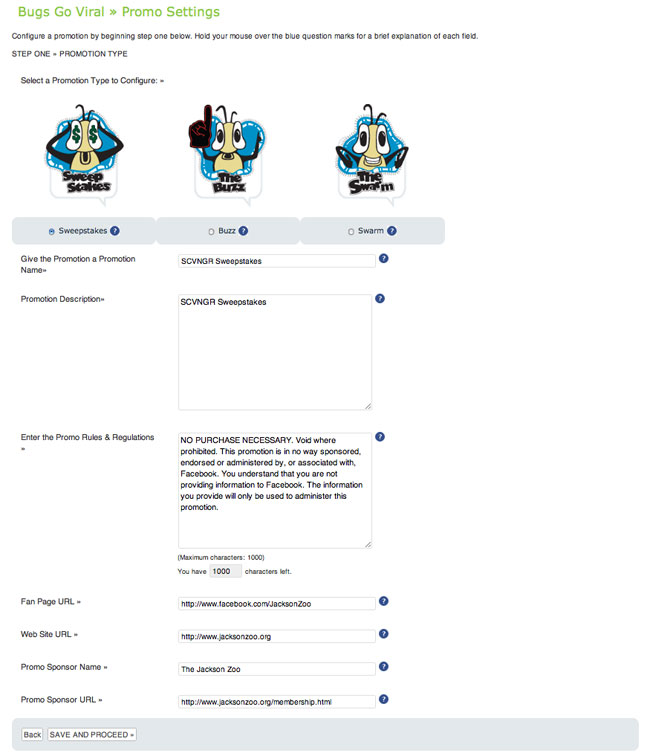 Bugs Go Viral » Promo Settings
Configure a promotion by beginning step one below. Hold your mouse over the blue question marks for a brief explanation of each field.
STEP ONE » PROMOTION TYPE
Select a Promotion Type to Configure: »
$ $
Sweep
Stakes
The
Buzz
The
Swarm
Sweepstakes ?
Buzz ?
Swarm ?
Give the Promotion a Promotion
Name»
SCVNGR Sweepstakes ?
Promotion Description»
SCVNGR Sweepstakes ?
Enter the Promo Rules & Regulations
»
NO PURCHASE NECESSARY. Void where ?
prohibited. This promotion is in no way sponsored,
endorsed or administered by, or associated with,
Facebook. You understand that you are not
providing information to Facebook. The information
you provide will only be used to administer this
promotion.
(Maximum characters: 1000)
You have 1000 characters left.
Fan Page URL » http://www.facebook.com/JacksonZoo ?
Web Site URL » http://www.jacksonzoo.org ?
Promo Sponsor Name » The Jackson Zoo ?
Promo Sponsor URL » http://www.jacksonzoo.org/membership.html ?
Back SAVE AND PROCEED »